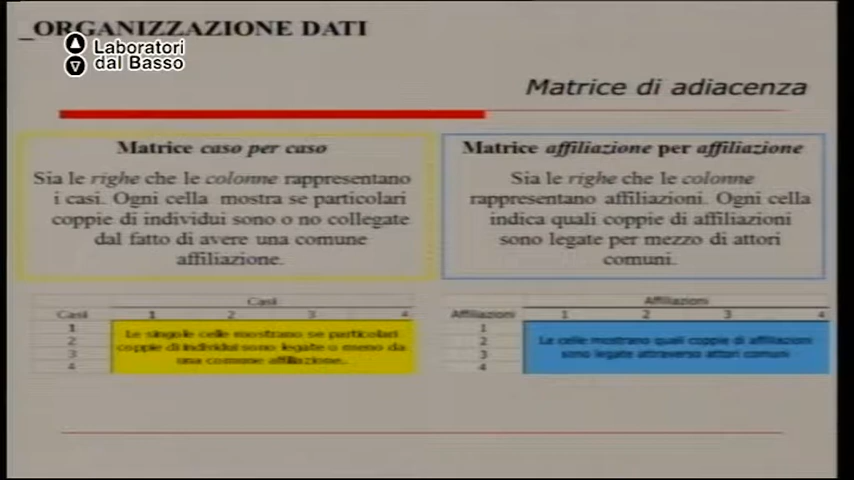 _ORGANIZZAZIONE DATI
Laboratori
dal Basso
Matrice di adiacenza
Matrice caso per caso
Sia le righe che le colonne rappresentano
i casi. Ogni cella mostra se particolari
coppie di individui sono o no collegate
dal fatto di avere una comune
affiliazione.
Matrice affiliazione per affiliazione
Sia le righe che le colonne
rappresentano affiliazioni. Ogni cella
indica quali coppie di affiliazioni
sono legate per mezzo di attori
comuni.
Casi
Casi 1 2 3 4
1
2
3
4
Le singole celle mostrano se particolari
coppie di individui sono legate o meno da
una comune affiliazione.
Affiliazioni
Affiliazioni 1 2 3 4
1
2
3
4
Le celle mostrano quali coppie di affiliazioni
sono legate attraverso attori comuni